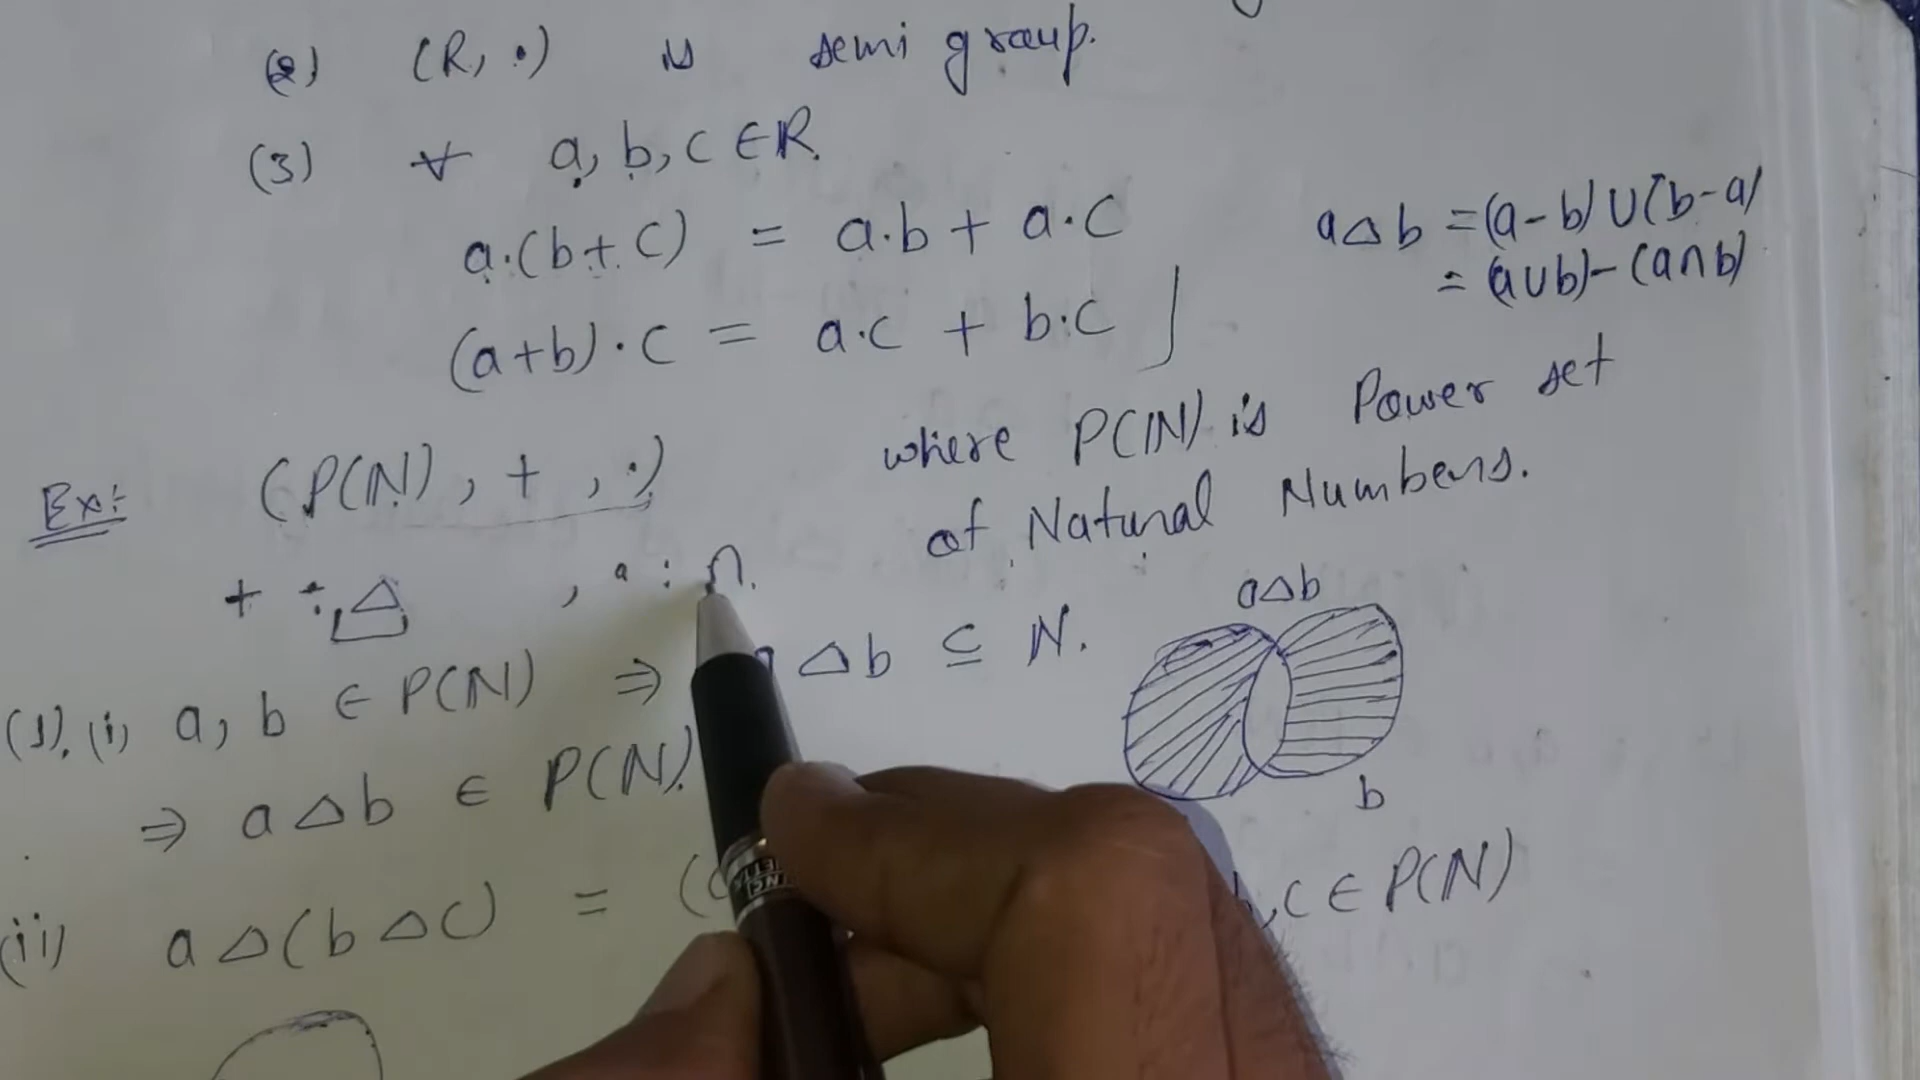 (2) (R, •) is semi group.
(3) ∀ a, b, c ∈ R.
a.(b+c) = a.b + a.c
(a+b).c = a.c + b.c
a△b = (a-b) ∪ (b-a)
= (a∪b) - (a∩b)
Ex: (P(N), +, .) where P(N) is Power set
of Natural Numbers.
+ : △ , • : ∩.
(1). (i) a, b ∈ P(N) ⇒ △b ⊆ N.
⇒ a△b ∈ P(N).
(ii) a△(b△c) = ( ,c ∈ P(N)
a△b
b